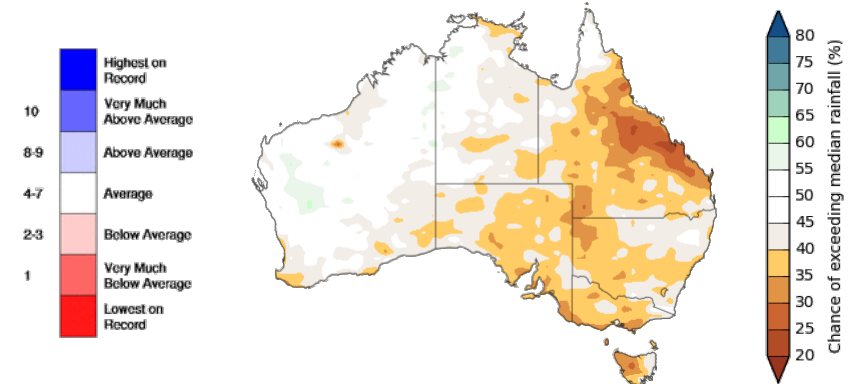 Highest on
Record
10
Very Much
Above Average
8-9
Above Average
4-7
Average
2-3
Below Average
1
Very Much
Below Average
Lowest on
Record
80
75
70
65
60
55
50
45
40
35
30
25
20
Chance of exceeding median rainfall (%)